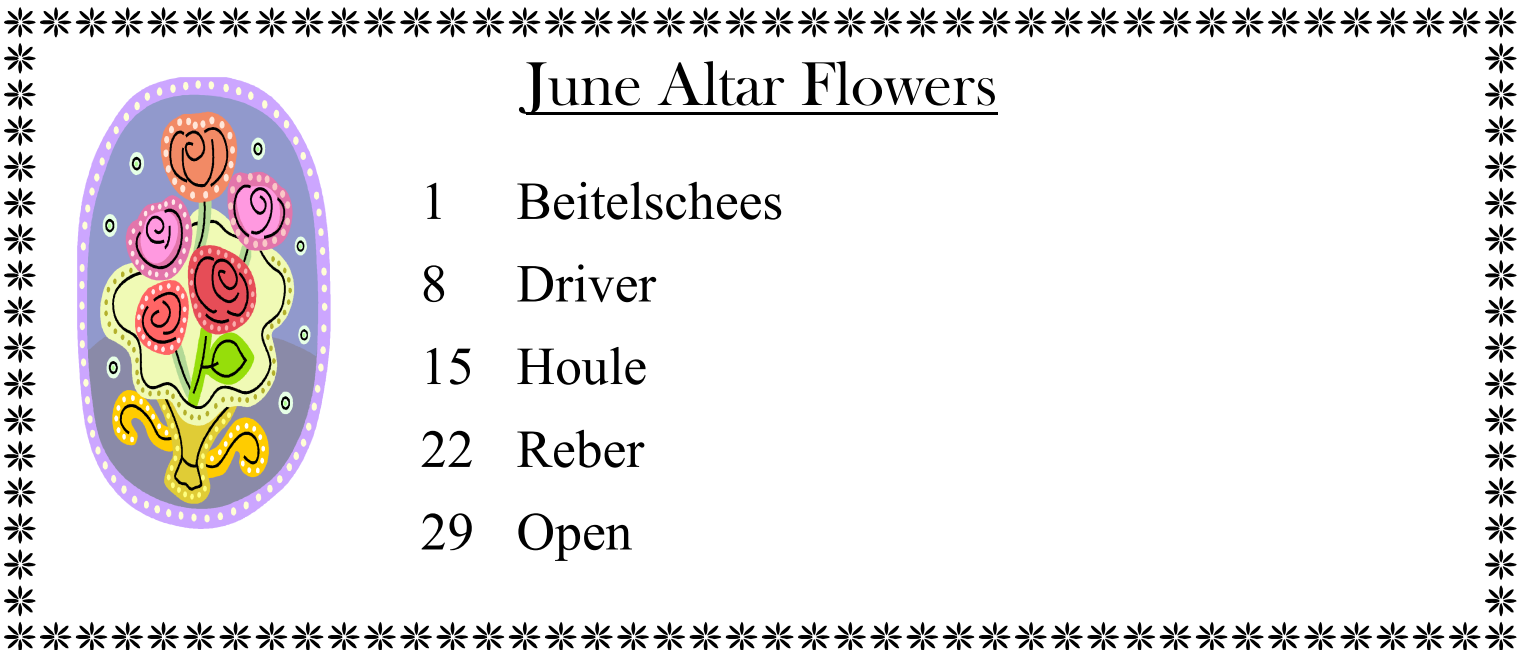 June Altar Flowers
1 Beitelschees
8 Driver
15 Houle
22 Reber
29 Open